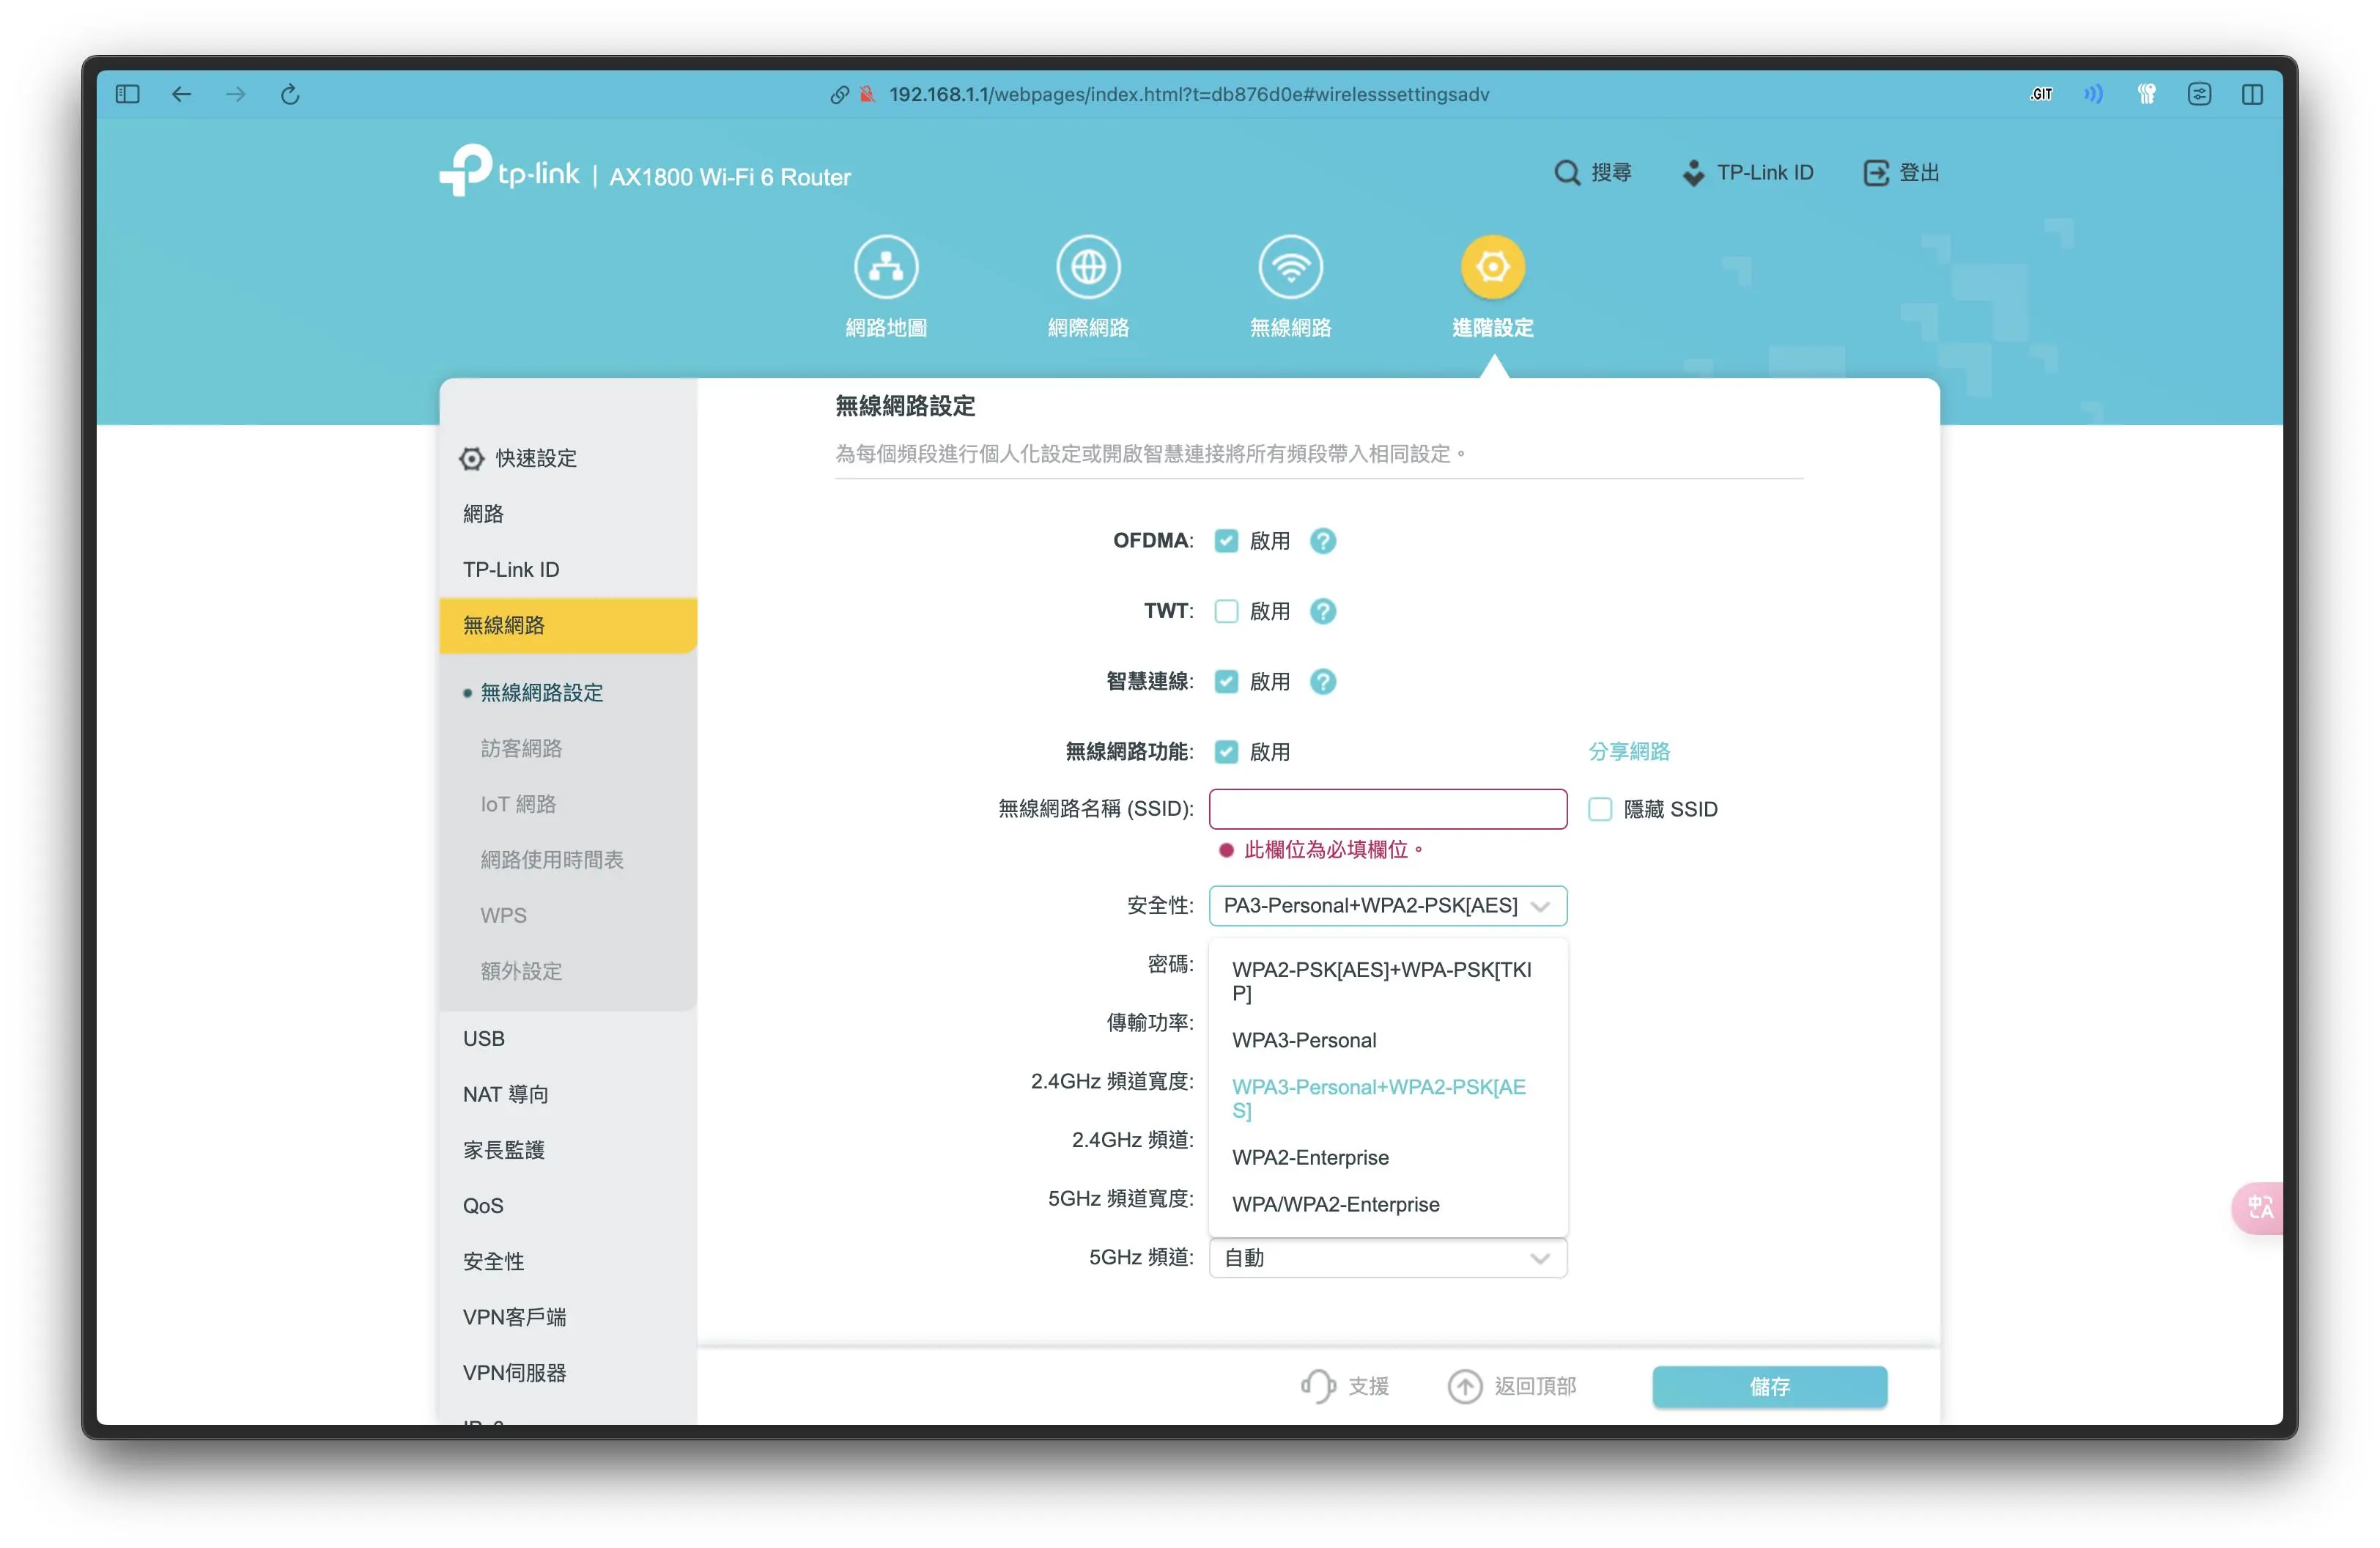 192.168.1.1/webpages/index.html?t=db876d0e#wirelesssettingsadv
.GIT
tp-link | AX1800 Wi-Fi 6 Router
搜尋
TP-Link ID
登出
網路地圖
網際網路
無線網路
進階設定
快速設定
網路
TP-Link ID
無線網路
無線網路設定
訪客網路
IoT 網路
網路使用時間表
WPS
額外設定
USB
NAT 導向
家長監護
QoS
安全性
VPN客戶端
VPN伺服器
無線網路設定
為每個頻段進行個人化設定或開啟智慧連接將所有頻段帶入相同設定。
OFDMA: 啟用 ?
TWT: 啟用 ?
智慧連線: 啟用 ?
無線網路功能: 啟用 分享網路
無線網路名稱 (SSID): 隱藏 SSID
此欄位為必填欄位。
安全性: PA3-Personal+WPA2-PSK[AES]
密碼:
傳輸功率:
2.4GHz 頻道寬度:
2.4GHz 頻道:
5GHz 頻道寬度:
WPA2-PSK[AES]+WPA-PSK[TKI
P]
WPA3-Personal
WPA3-Personal+WPA2-PSK[AE
S]
WPA2-Enterprise
WPA/WPA2-Enterprise
5GHz 頻道: 自動
支援
返回頂部
儲存
中A